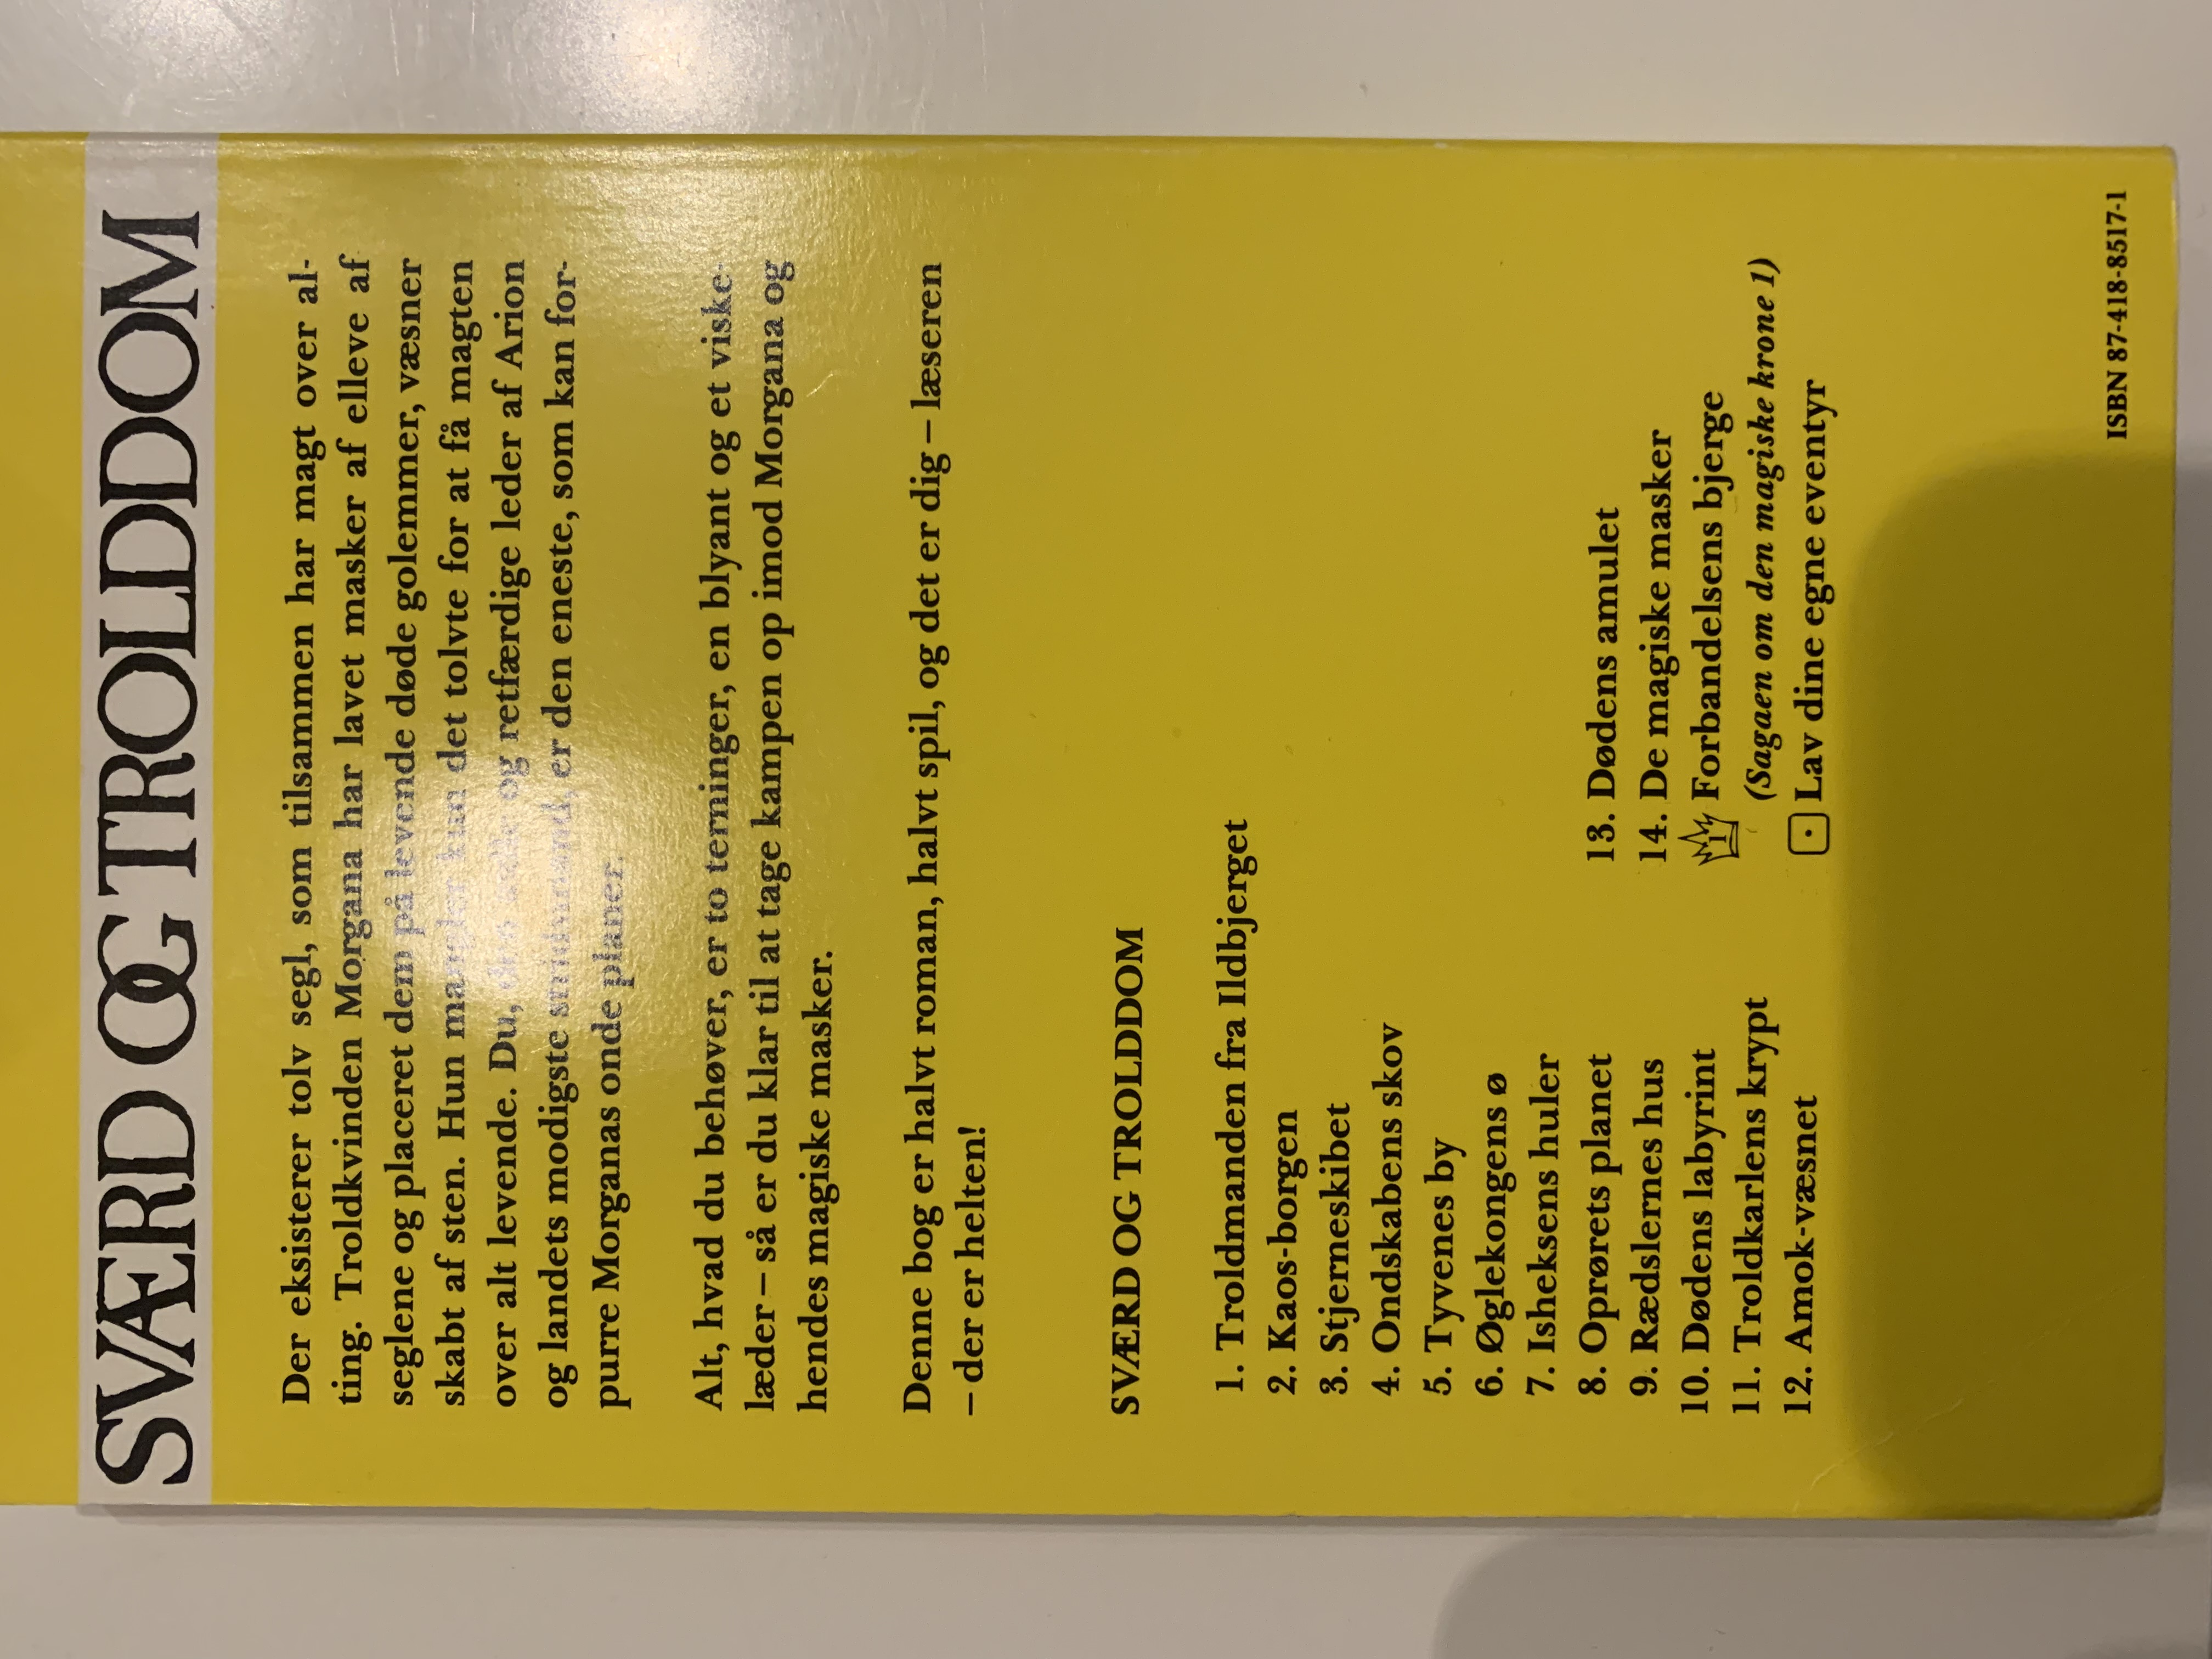 SVÆRD OG TROLDDOM
Der eksisterer tolv segl, som tilsammen har magt over al-
ting. Troldkvinden Morgana har lavet masker af elleve af
seglene og placeret dem på levende døde golemmer, væsner
skabt af sten. Hun mangler kun det tolvte for at få magten
over alt levende. Du, den ædle og retfærdige leder af Arion
og landets modigste stridsmand, er den eneste, som kan for-
purre Morganas onde planer.
Alt, hvad du behøver, er to terninger, en blyant og et viske-
læder – så er du klar til at tage kampen op imod Morgana og
hendes magiske masker.
Denne bog er halvt roman, halvt spil, og det er dig – læseren
– der er helten!
SVÆRD OG TROLDDOM
1. Troldmanden fra Ildbjerget
2. Kaos-borgen
3. Stjerneskibet
4. Ondskabens skov
5. Tyvenes by
6. Øglekongens ø
7. Isheksens huler
8. Oprørets planet
9. Rædslernes hus
10. Dødens labyrint
11. Troldkarlens krypt
12. Amok-væsnet
13. Dødens amulet
14. De magiske masker
1 Forbandelsens bjerge
(Sagaen om den magiske krone 1)
Lav dine egne eventyr
ISBN 87-418-8517-1